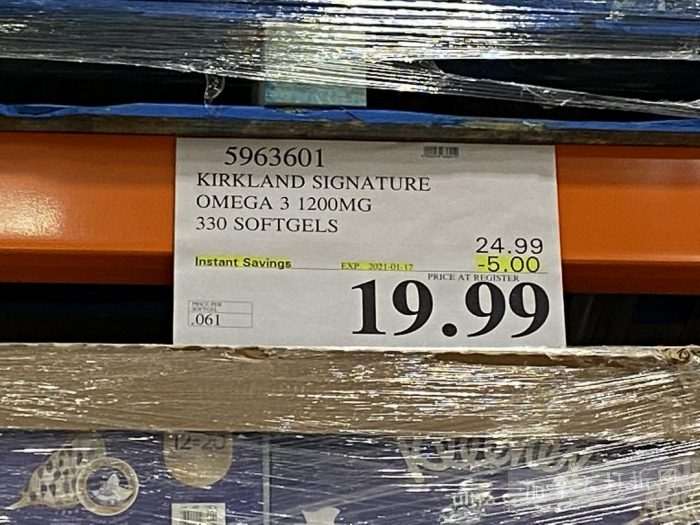 5963601
KIRKLAND SIGNATURE
OMEGA 3 1200MG
330 SOFTGELS
24.99
Instant Savings EXP. 2021-01-17 -5.00
PRICE AT REGISTER
19.99
PRICE PER
SOFTGEL
.061
12-20